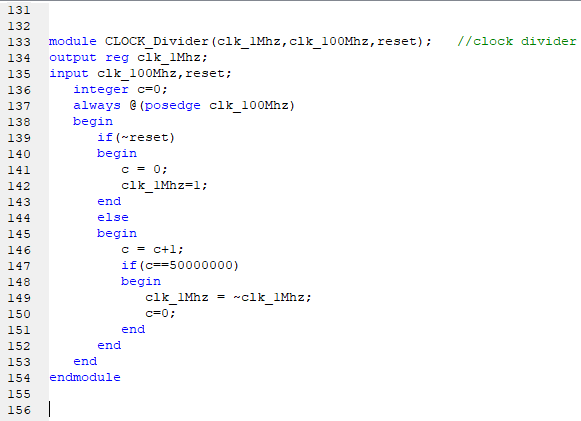 131
132
133 module CLOCK_Divider(clk_1Mhz,clk_100Mhz,reset);   //clock divider
134 output reg clk_1Mhz;
135 input clk_100Mhz,reset;
136    integer c=0;
137    always @(posedge clk_100Mhz)
138    begin
139       if(~reset)
140       begin
141          c = 0;
142          clk_1Mhz=1;
143       end
144       else
145       begin
146          c = c+1;
147          if(c==50000000)
148          begin
149             clk_1Mhz = ~clk_1Mhz;
150             c=0;
151          end
152       end
153    end
154 endmodule
155
156